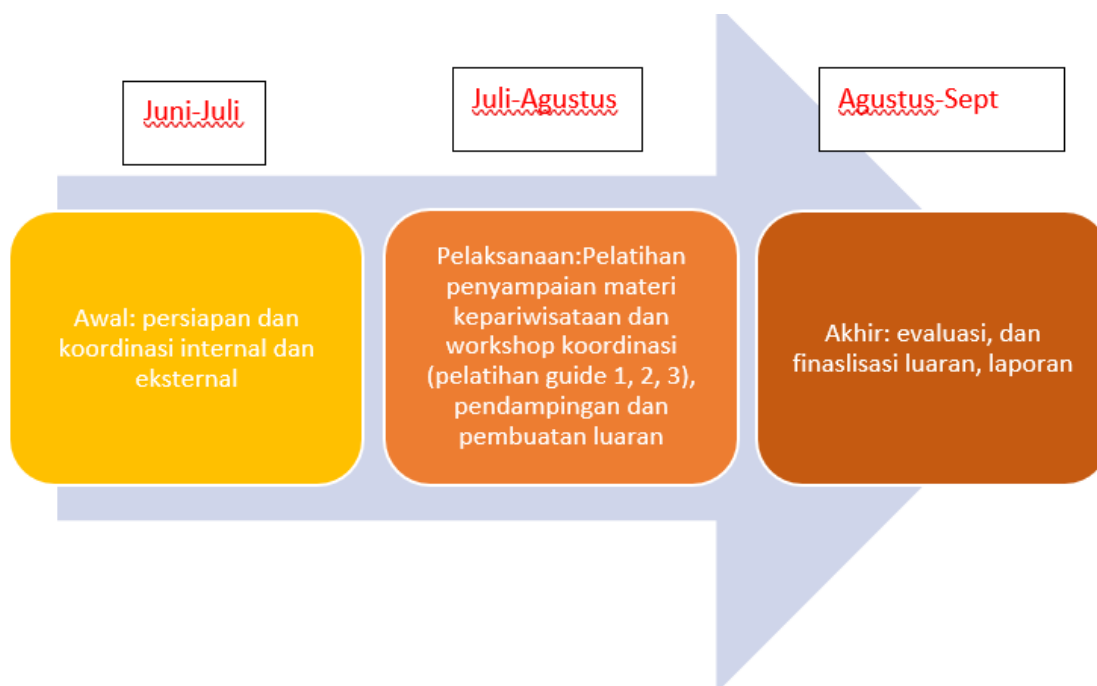 Juni-Juli
Juli-Agustus
Agustus-Sept
Awal: persiapan dan
koordinasi internal dan
eksternal
Pelaksanaan:Pelatihan
penyampaian materi
kepariwisataan dan
workshop koordinasi
(pelatihan guide 1, 2, 3),
pendampingan dan
pembuatan luaran
Akhir: evaluasi, dan
finaslisasi luaran, laporan